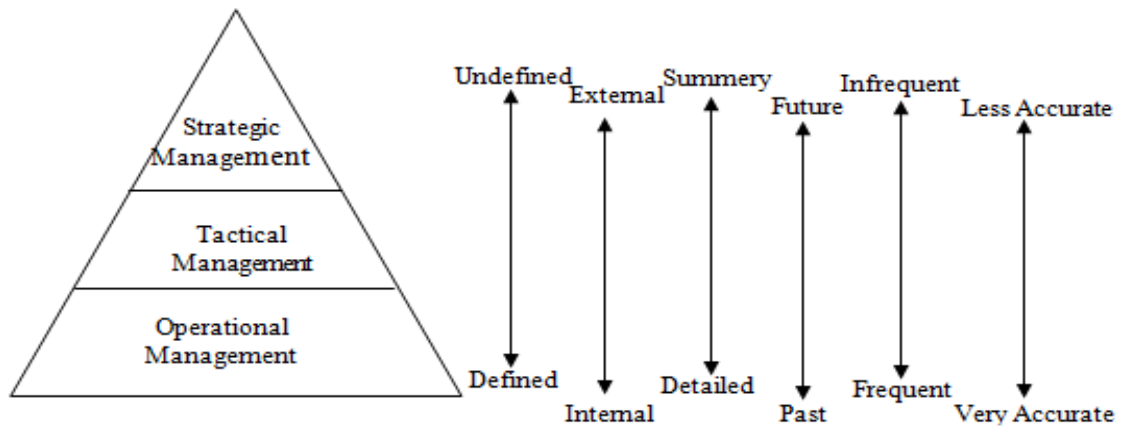 Strategic
Management
Tactical
Management
Operational
Management
Undefined
External
Summery
Future
Infrequent
Less Accurate
Defined
Internal
Detailed
Past
Frequent
Very Accurate